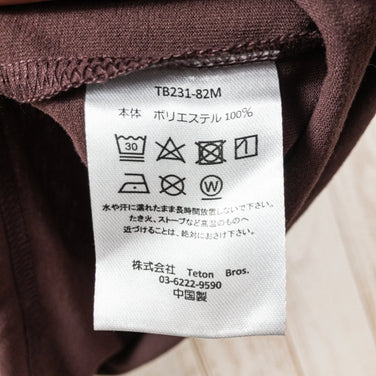 TB231-82M
本体 ポリエステル 100%
30
W
水や汗に濡れたまま長時間放置しないで下さい。
たき火、ストーブなど高温のものへ
近づけることは、絶対にお避け下さい。
株式会社 Teton Bros.
03-6222-9590
中国製